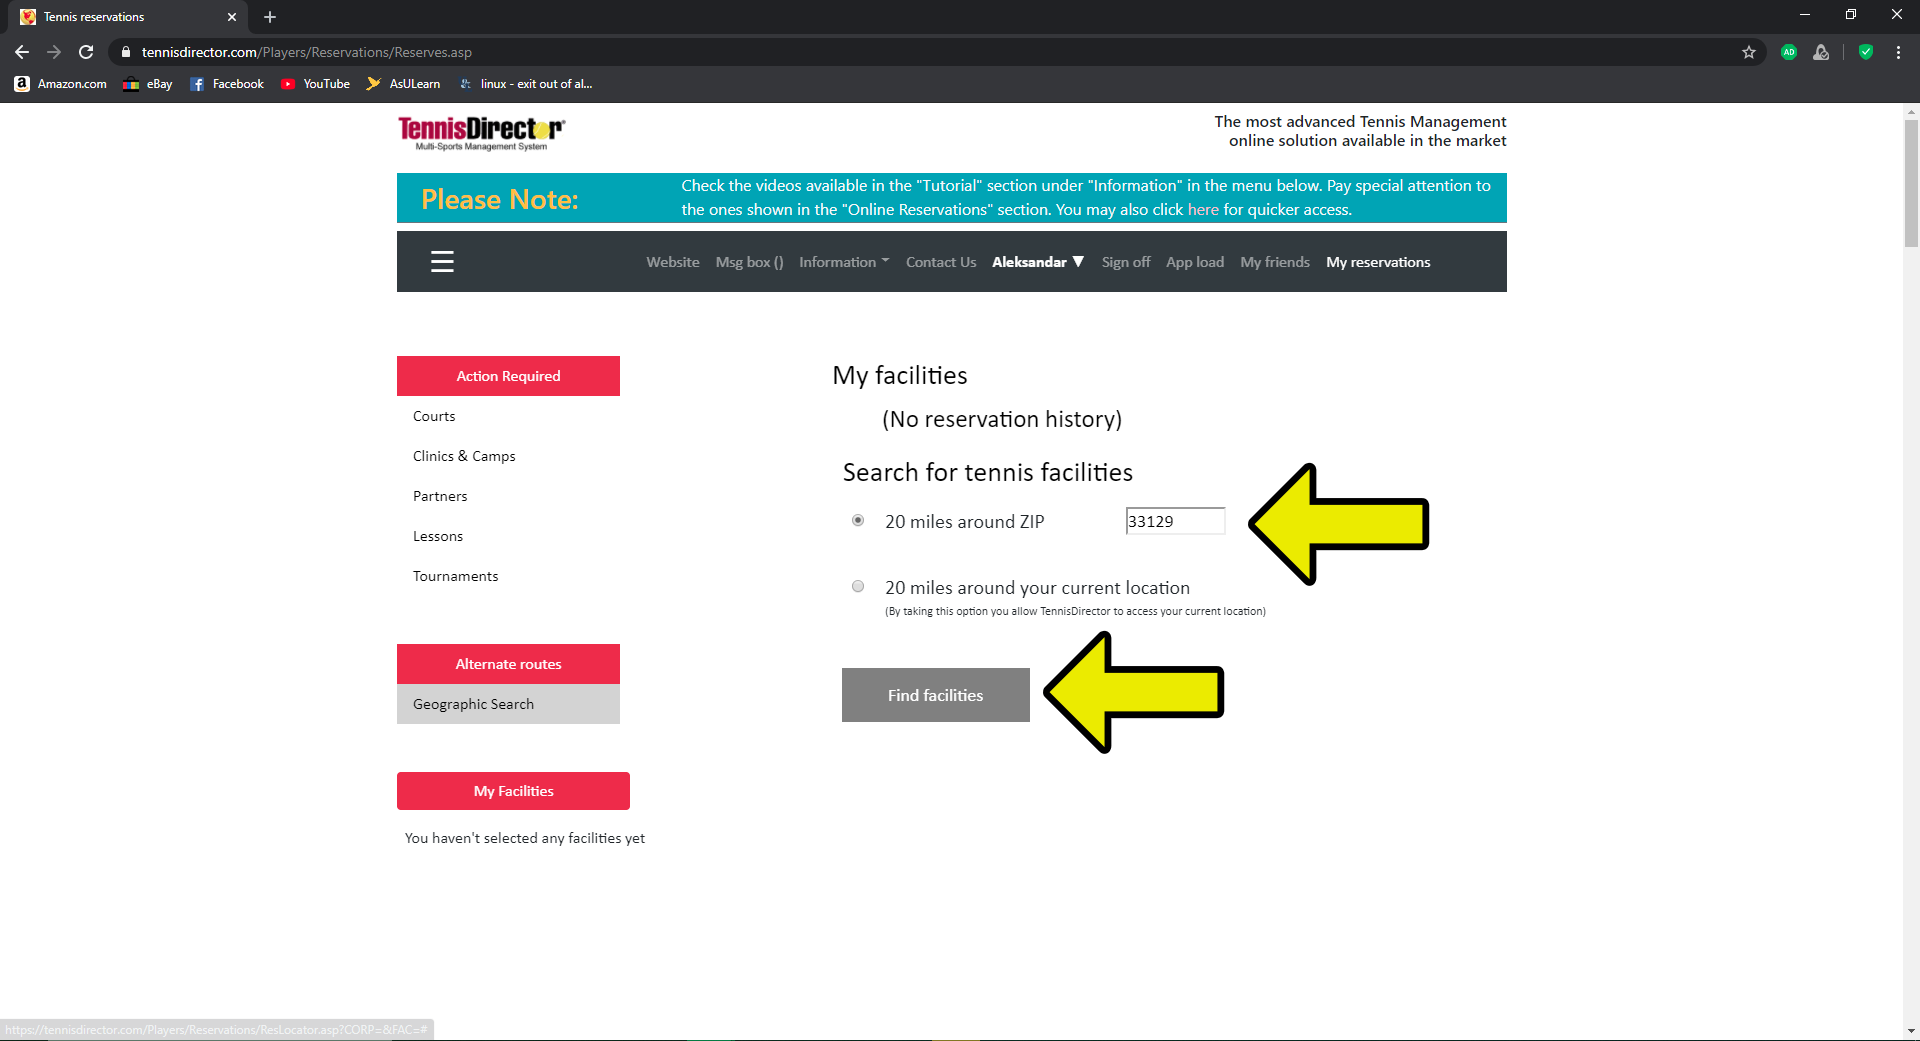 Tennis reservations
tennisdirector.com/Players/Reservations/Reserves.asp
Amazon.com eBay Facebook YouTube AsULearn linux - exit out of al...
TennisDirector®
Multi-Sports Management System
The most advanced Tennis Management
online solution available in the market
Please Note:
Check the videos available in the "Tutorial" section under "Information" in the menu below. Pay special attention to
the ones shown in the "Online Reservations" section. You may also click here for quicker access.
Website Msg box () Information Contact Us Aleksandar ▼ Sign off App load My friends My reservations
Action Required
Courts
Clinics & Camps
Partners
Lessons
Tournaments
Alternate routes
Geographic Search
My Facilities
You haven't selected any facilities yet
My facilities
(No reservation history)
Search for tennis facilities
20 miles around ZIP 33129
20 miles around your current location
(By taking this option you allow TennisDirector to access your current location)
Find facilities
https://tennisdirector.com/Players/Reservations/ResLocator.asp?CORP=&FAC=#